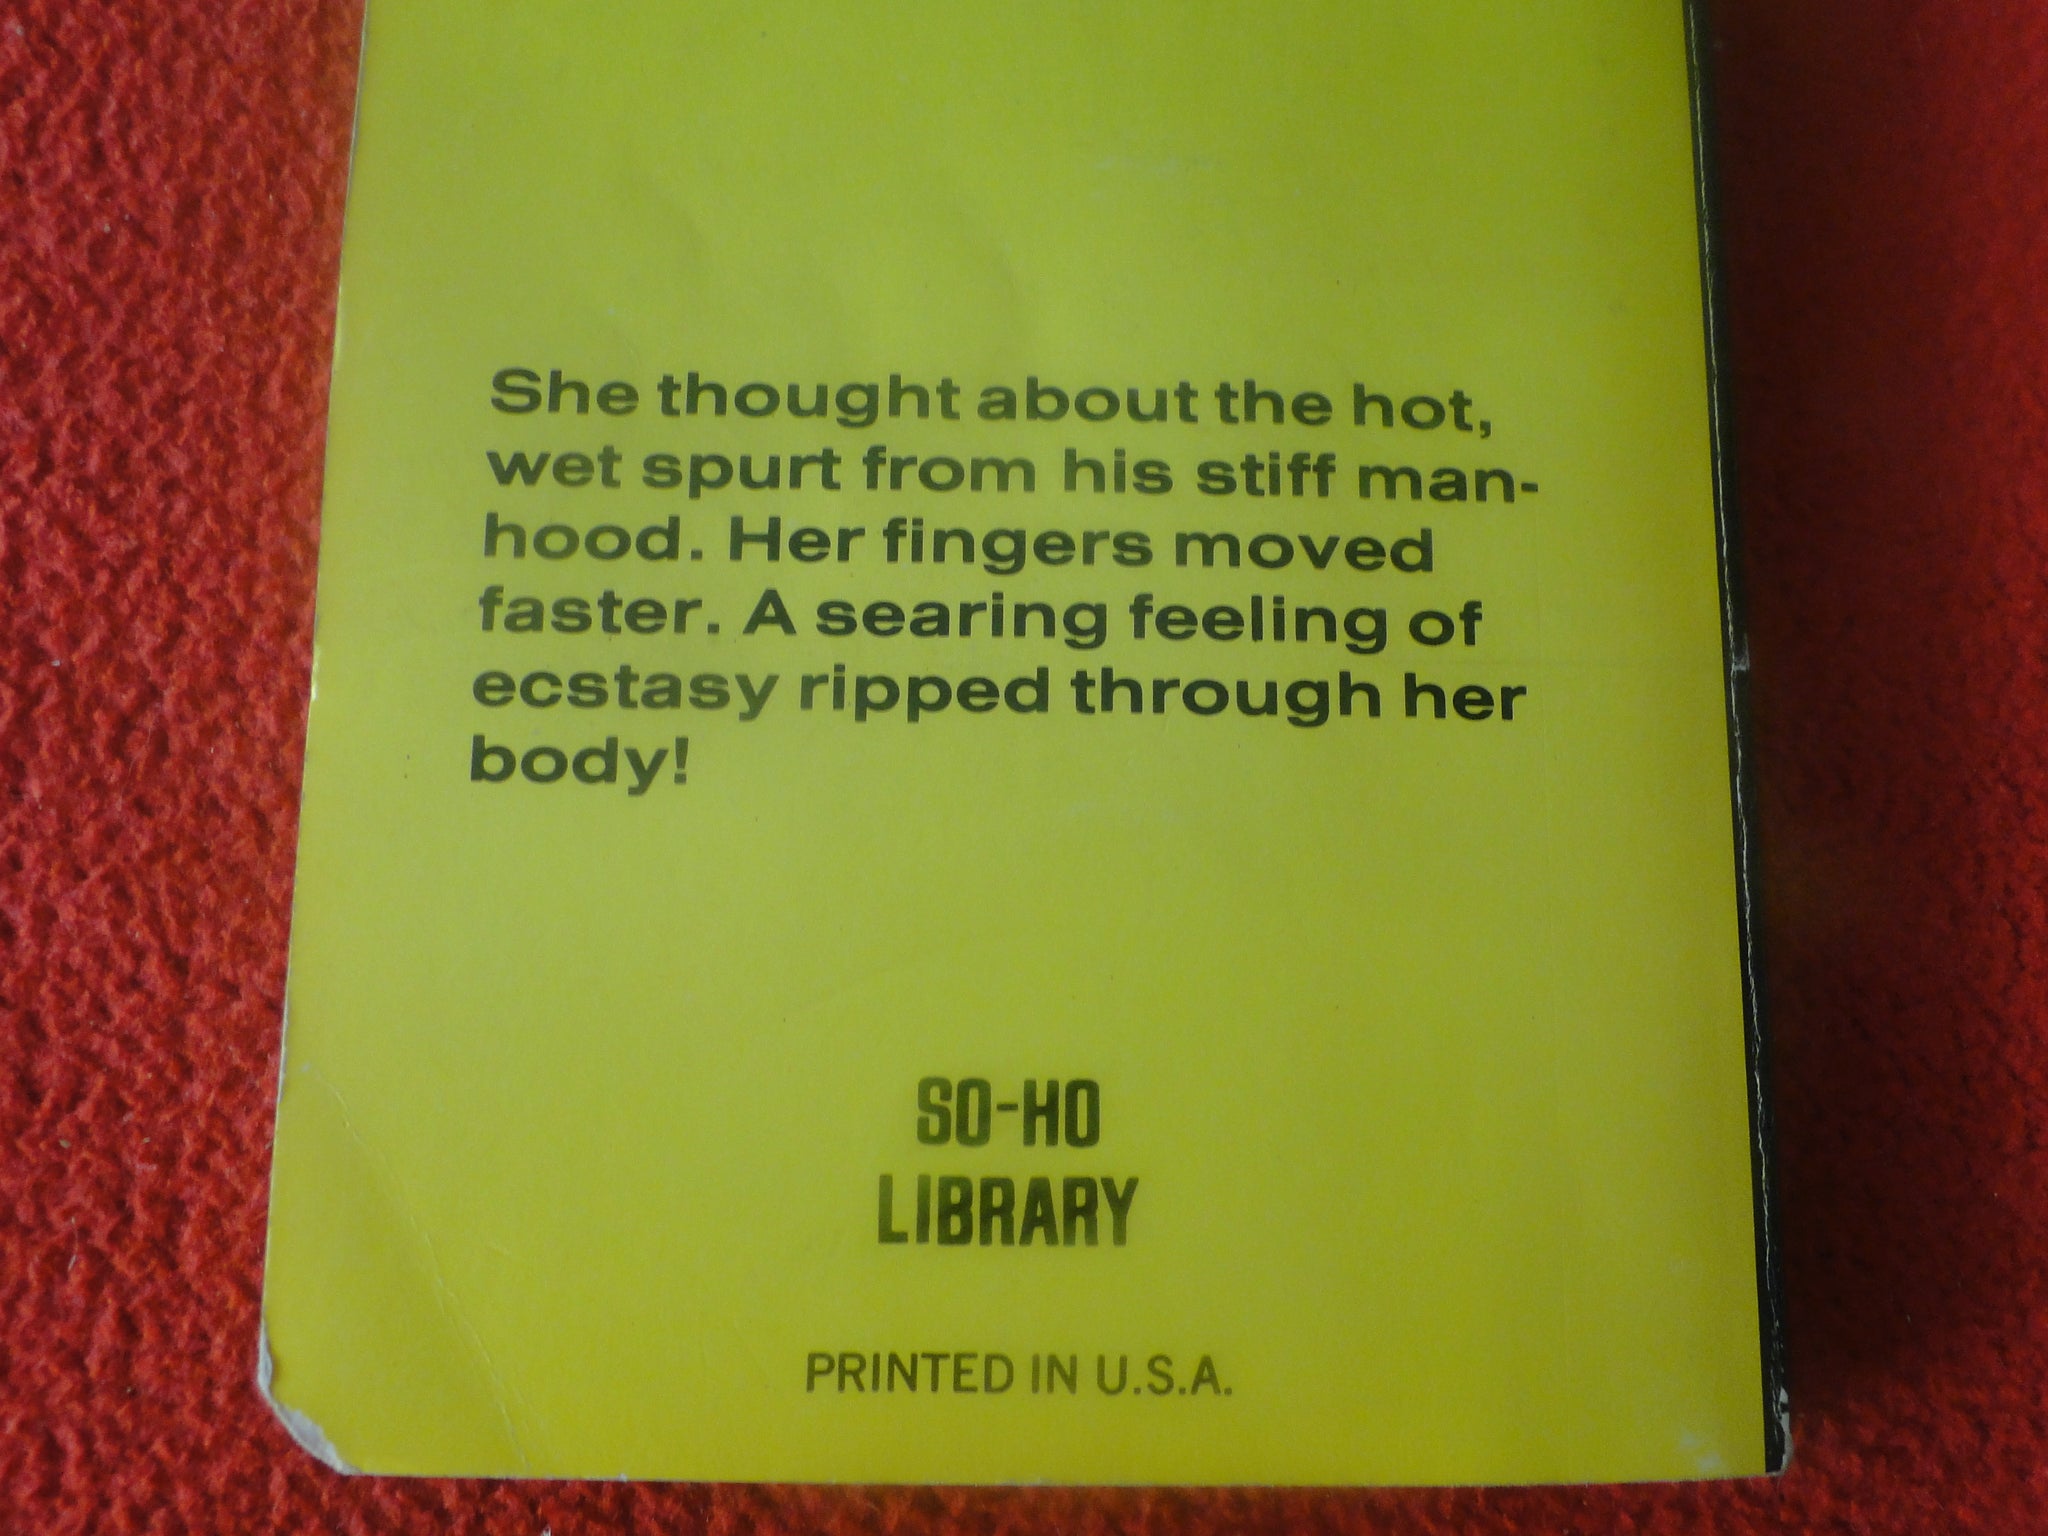 She thought about the hot,
wet spurt from his stiff man-
hood. Her fingers moved
faster. A searing feeling of
ecstasy ripped through her
body!
SO-HO
LIBRARY
PRINTED IN U.S.A.